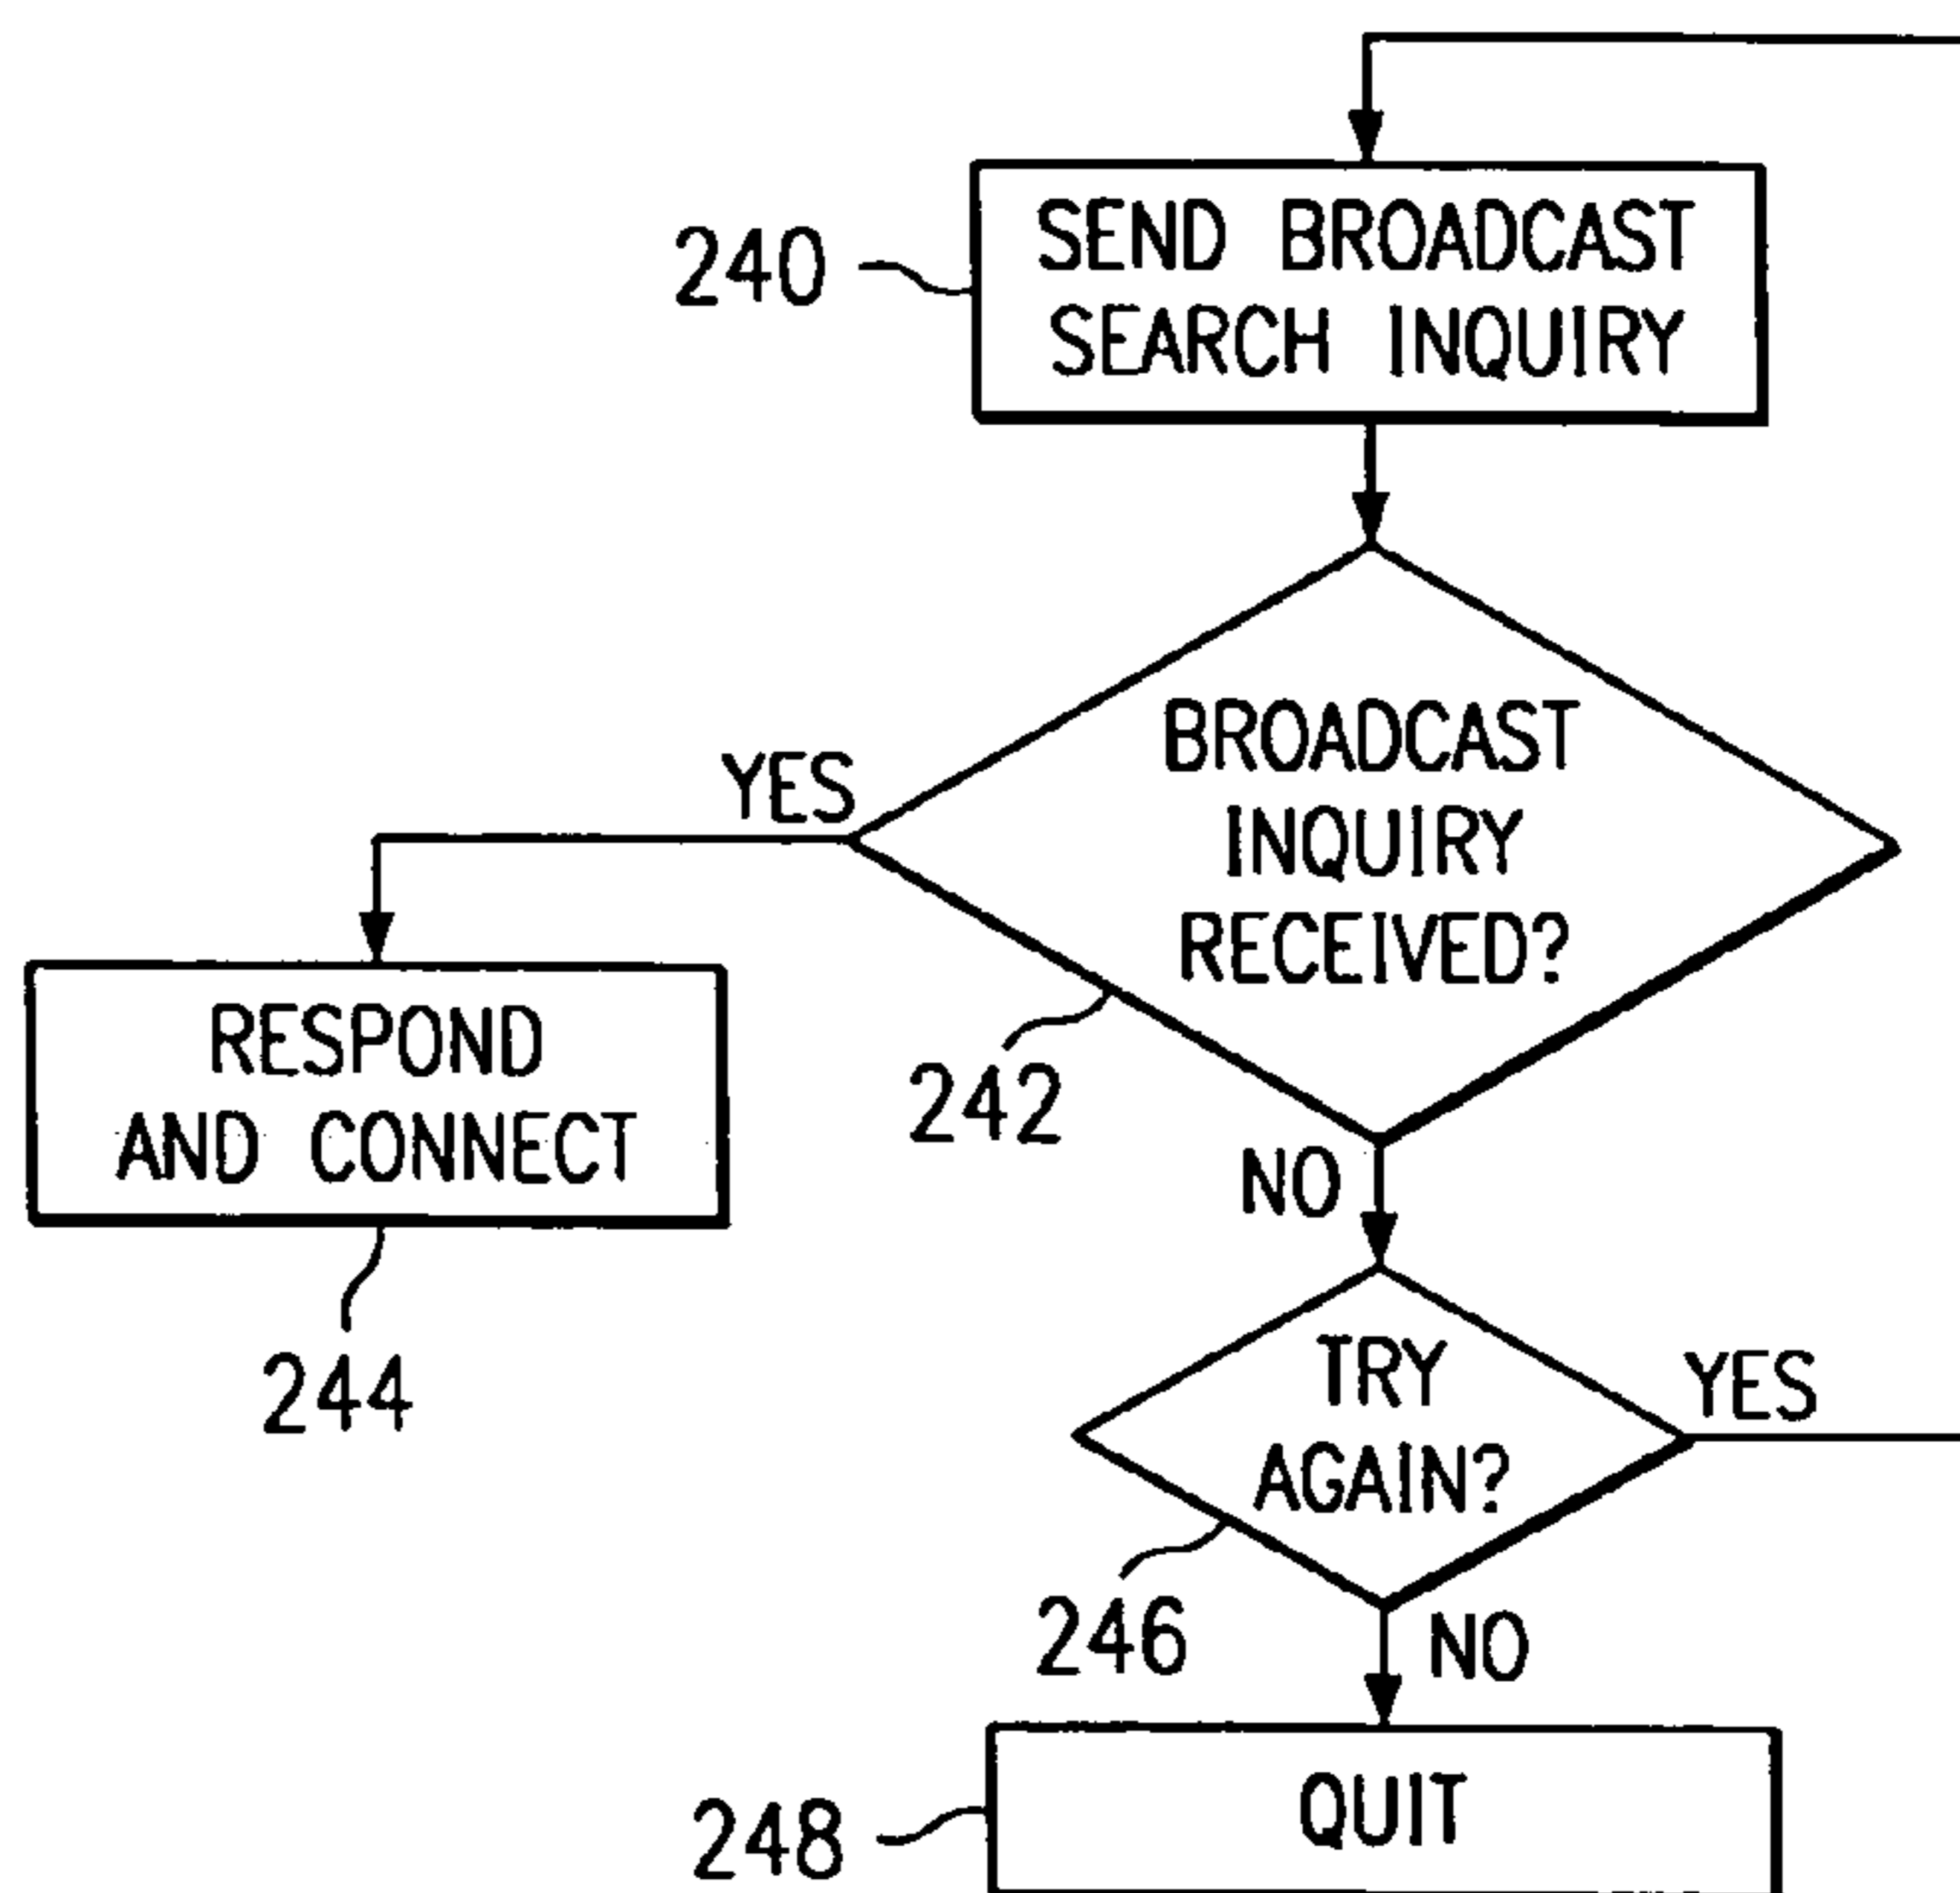 240
SEND BROADCAST
SEARCH INQUIRY
YES
BROADCAST
INQUIRY
RECEIVED?
RESPOND
AND CONNECT
242
NO
244
TRY
AGAIN?
YES
246
NO
248
QUIT